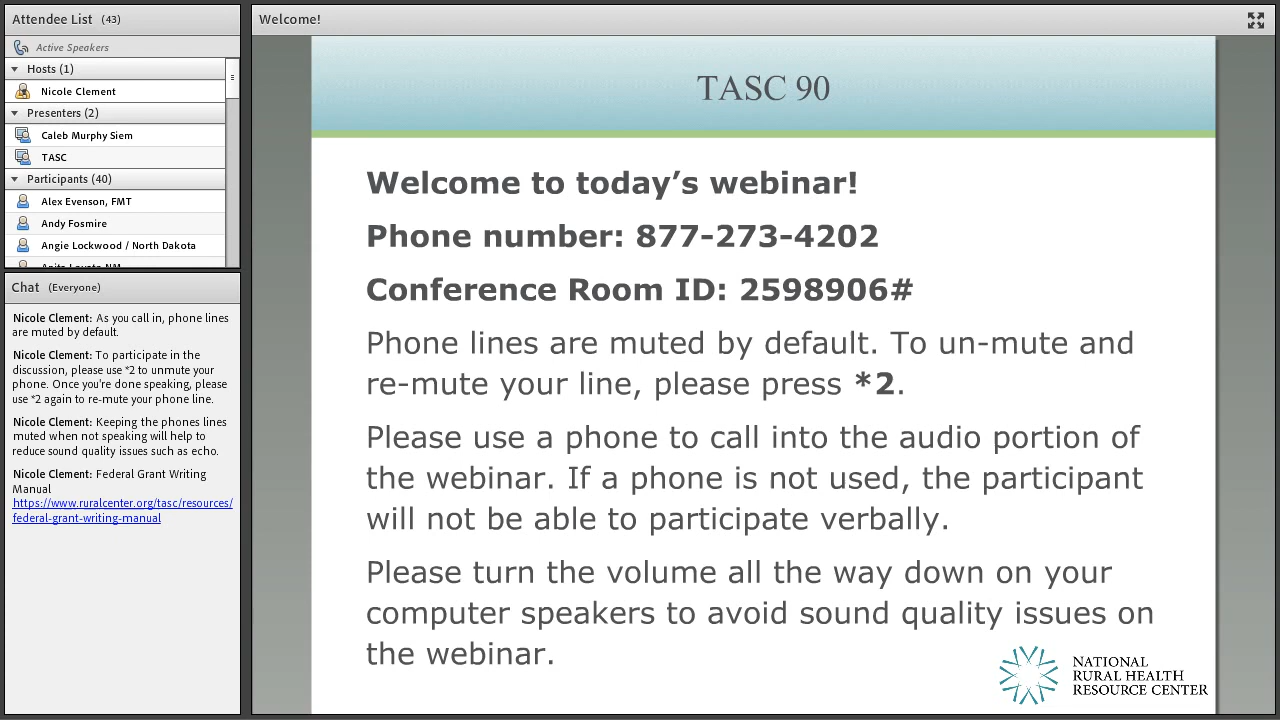 Attendee List (43)
Active Speakers
Hosts (1)
Nicole Clement
Presenters (2)
Caleb Murphy Siem
TASC
Participants (40)
Alex Evenson, FMT
Andy Fosmire
Angie Lockwood / North Dakota
Chat (Everyone)
Nicole Clement: As you call in, phone lines
are muted by default.
Nicole Clement: To participate in the
discussion, please use *2 to unmute your
phone. Once you're done speaking, please
use *2 again to re-mute your phone line.
Nicole Clement: Keeping the phones lines
muted when not speaking will help to
reduce sound quality issues such as echo.
Nicole Clement: Federal Grant Writing
Manual
https://www.ruralcenter.org/tasc/resources/
federal-grant-writing-manual
Welcome!
TASC 90
Welcome to today’s webinar!
Phone number: 877-273-4202
Conference Room ID: 2598906#
Phone lines are muted by default. To un-mute and
re-mute your line, please press *2.
Please use a phone to call into the audio portion of
the webinar. If a phone is not used, the participant
will not be able to participate verbally.
Please turn the volume all the way down on your
computer speakers to avoid sound quality issues on
the webinar.
NATIONAL
RURAL HEALTH
RESOURCE CENTER